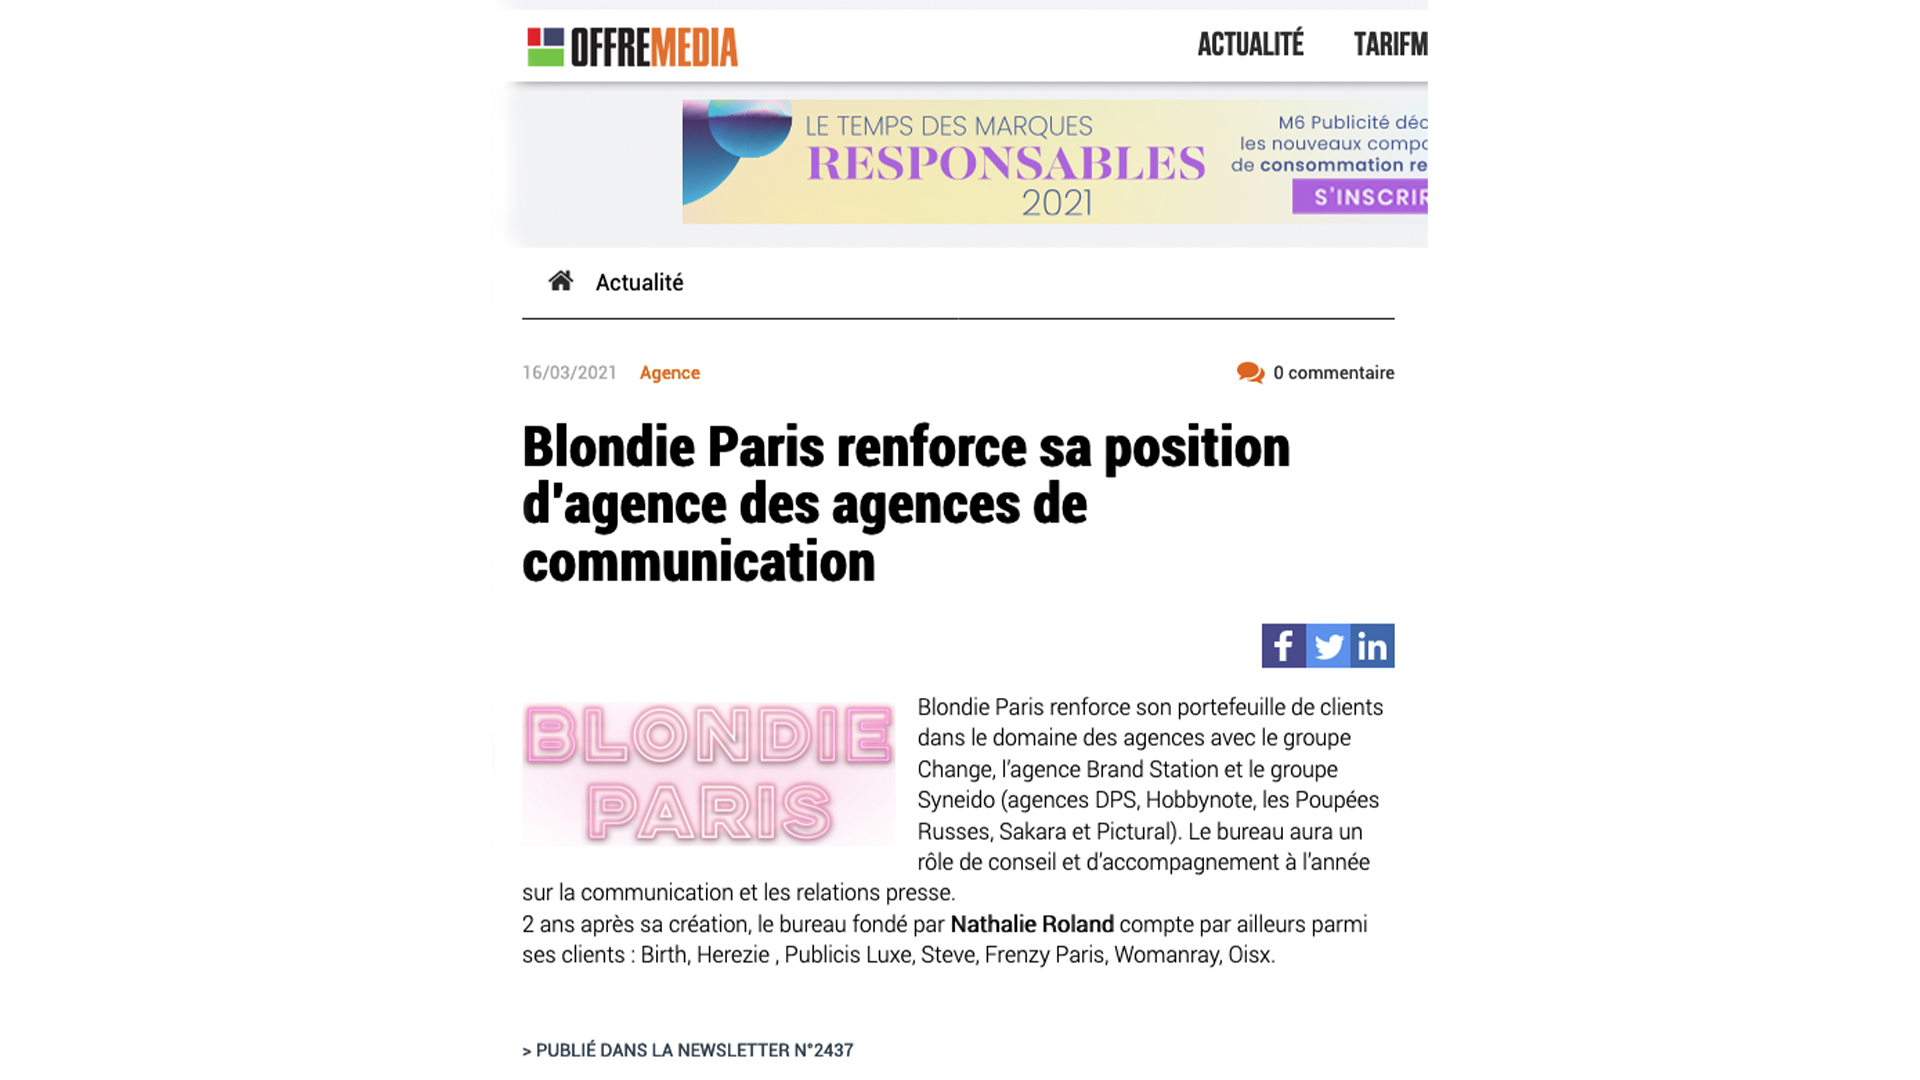 OFFREMEDIA
ACTUALITÉ TARIFM
LE TEMPS DES MARQUES
RESPONSABLES
2021
M6 Publicité déc
les nouveaux compo
de consommation re
S'INSCRIR
Actualité
16/03/2021 Agence
0 commentaire
Blondie Paris renforce sa position
d'agence des agences de
communication
BLONDIE
PARIS
Blondie Paris renforce son portefeuille de clients
dans le domaine des agences avec le groupe
Change, l’agence Brand Station et le groupe
Syneido (agences DPS, Hobbynote, les Poupées
Russes, Sakara et Pictural). Le bureau aura un
rôle de conseil et d’accompagnement à l’année
sur la communication et les relations presse.
2 ans après sa création, le bureau fondé par Nathalie Roland compte par ailleurs parmi
ses clients : Birth, Herezie , Publicis Luxe, Steve, Frenzy Paris, Womanray, Oisx.
> PUBLIÉ DANS LA NEWSLETTER N°2437